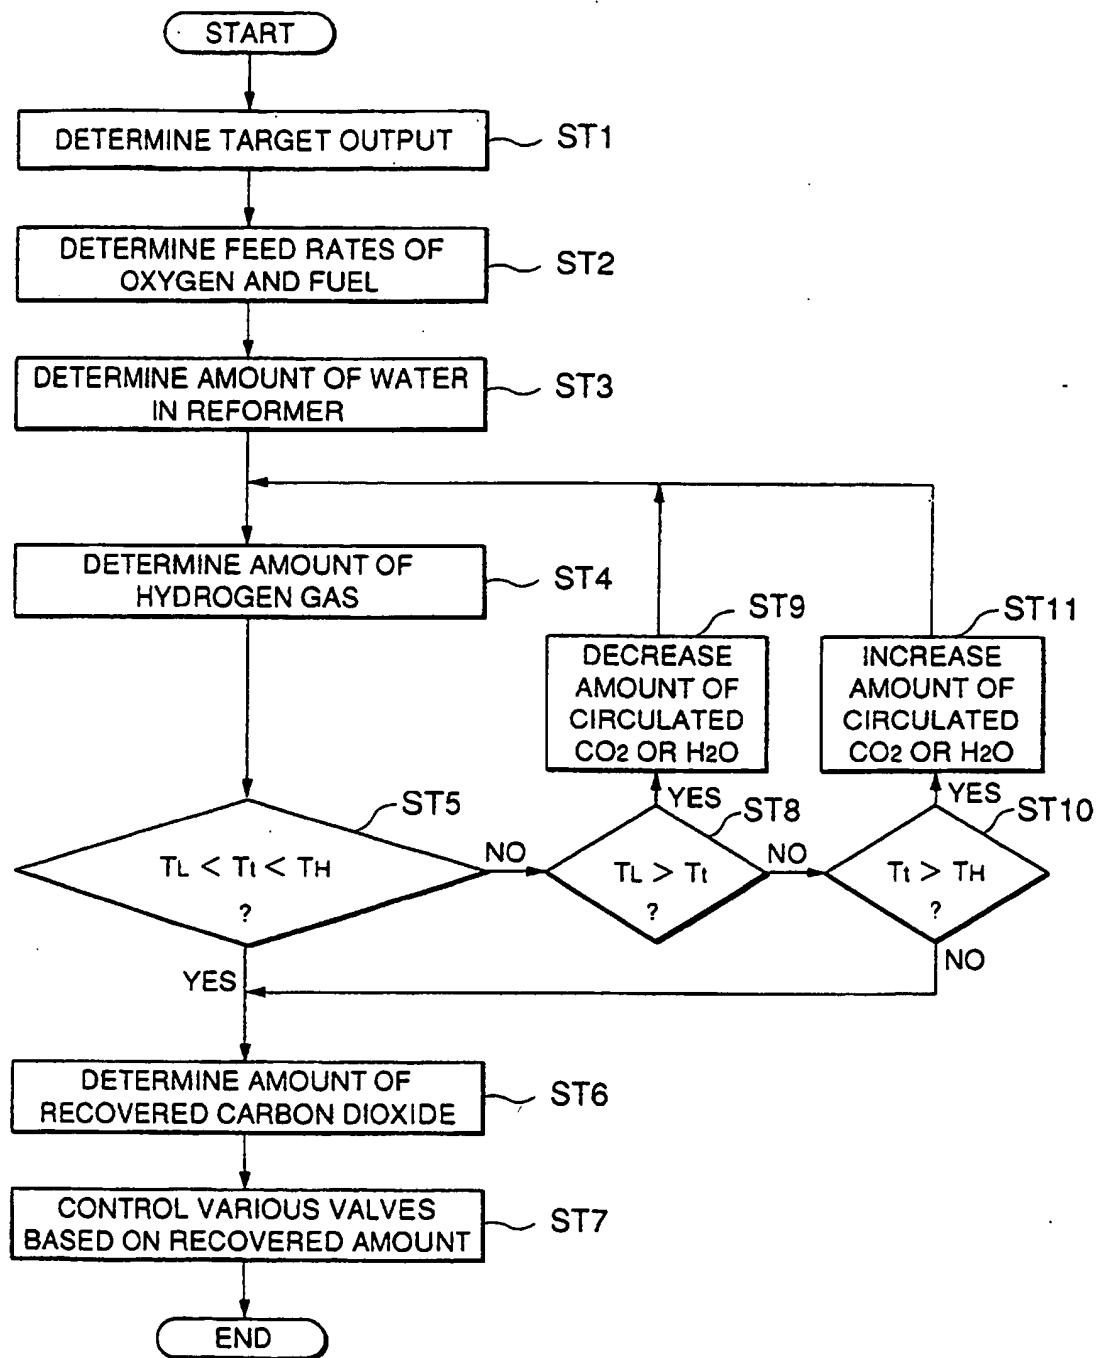 START
DETERMINE TARGET OUTPUT
ST1
DETERMINE FEED RATES OF
OXYGEN AND FUEL
ST2
DETERMINE AMOUNT OF WATER
IN REFORMER
ST3
DETERMINE AMOUNT OF
HYDROGEN GAS
ST4
ST9
DECREASE
AMOUNT OF
CIRCULATED
CO2 OR H2O
ST11
INCREASE
AMOUNT OF
CIRCULATED
CO2 OR H2O
ST5
TL < Tt < TH
?
NO
YES
ST8
TL > Tt
?
YES
NO
ST10
Tt > TH
?
YES
NO
DETERMINE AMOUNT OF
RECOVERED CARBON DIOXIDE
ST6
CONTROL VARIOUS VALVES
BASED ON RECOVERED AMOUNT
ST7
END